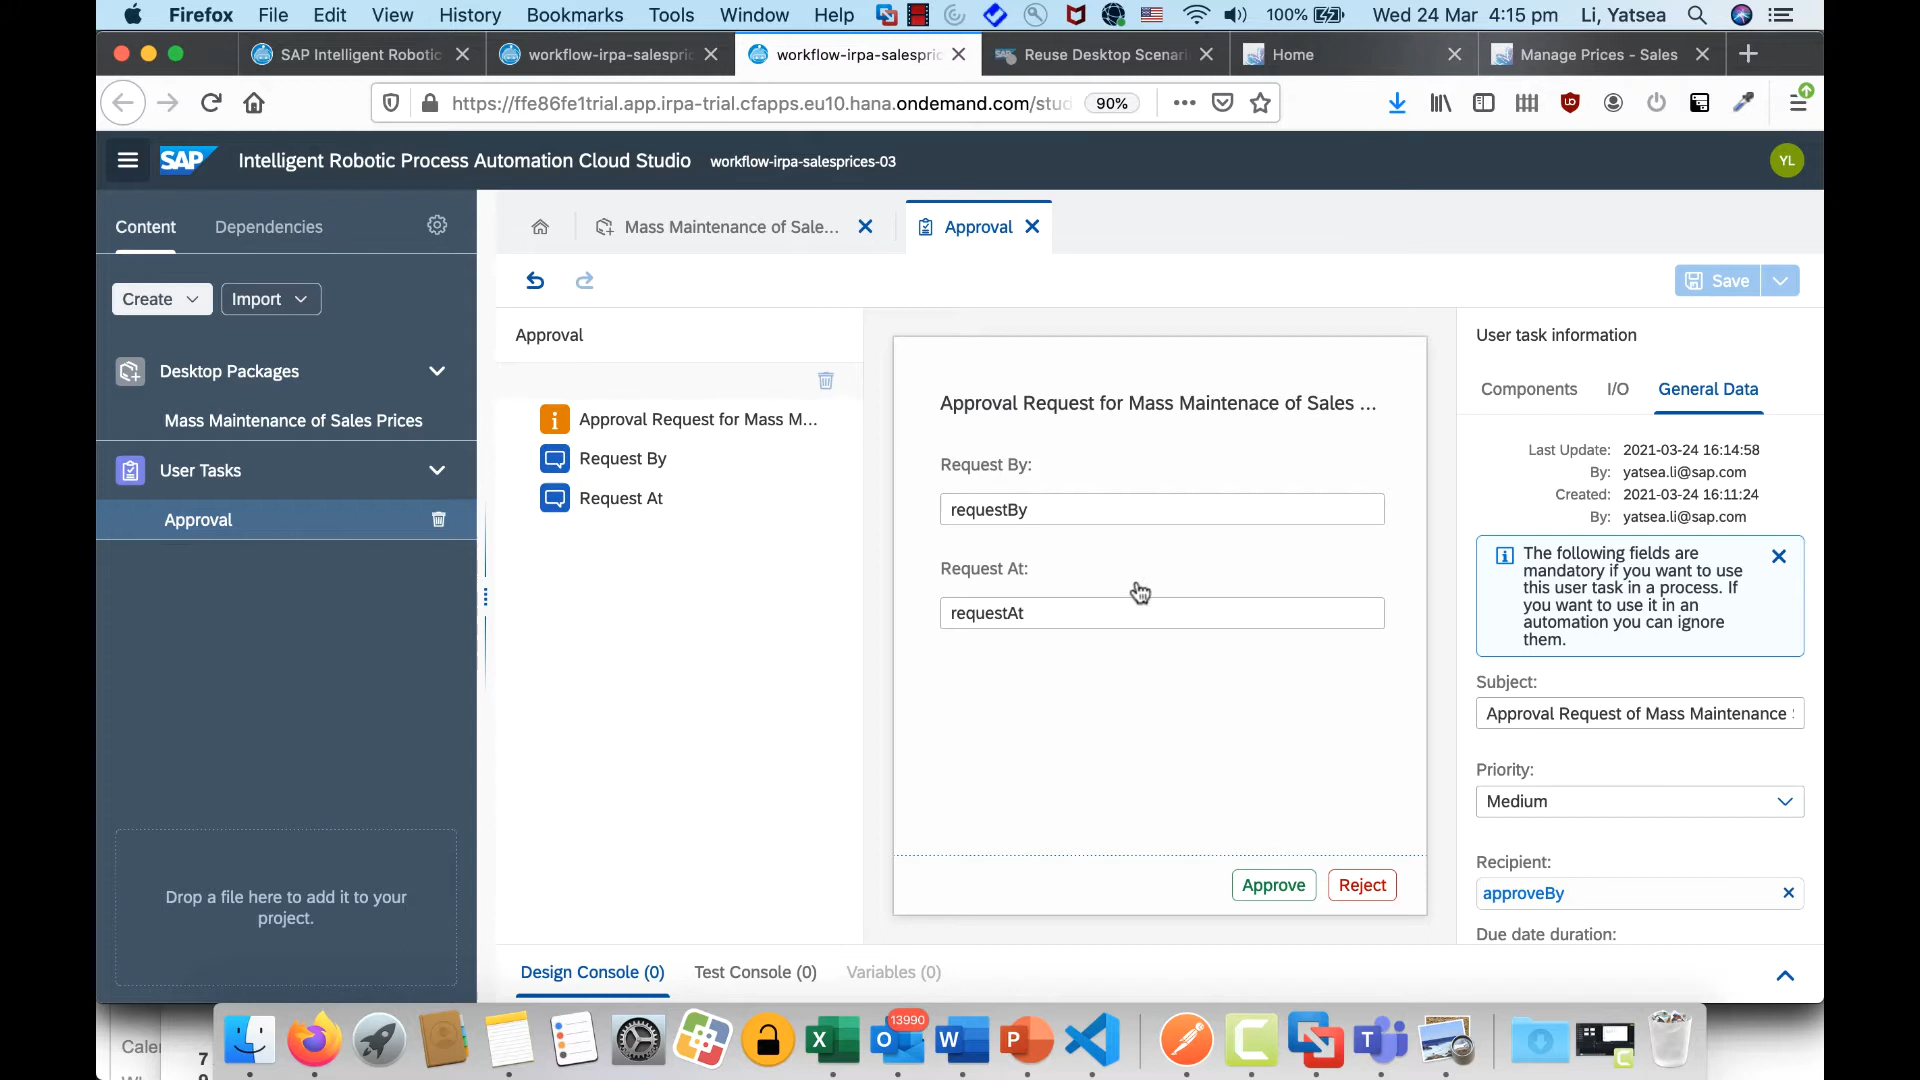 Firefox File Edit View History Bookmarks Tools Window Help 100% Wed 24 Mar 4:15 pm Li, Yatsea
SAP Intelligent Robotic workflow-irpa-salespric workflow-irpa-salespric SAP Reuse Desktop Scenari Home Manage Prices - Sales
https://ffe86fe1trial.app.irpa-trial.cfapps.eu10.hana.ondemand.com/stud 90%
SAP Intelligent Robotic Process Automation Cloud Studio workflow-irpa-salesprices-03 YL
Content Dependencies
Mass Maintenance of Sale... Approval
Save
Create Import
Approval
User task information
Desktop Packages
Components I/O General Data
Mass Maintenance of Sales Prices
Approval Request for Mass M...
Approval Request for Mass Maintenace of Sales ...
Last Update: 2021-03-24 16:14:58
Request By
Request By:
By: yatsea.li@sap.com
User Tasks
Created: 2021-03-24 16:11:24
Request At
requestBy
By: yatsea.li@sap.com
Approval
The following fields are
mandatory if you want to use
this user task in a process. If
you want to use it in an
automation you can ignore
them.
Request At:
requestAt
Subject:
Approval Request of Mass Maintenance
Priority:
Medium
Recipient:
approveBy
Due date duration:
Drop a file here to add it to your
project.
Approve Reject
Design Console (0) Test Console (0) Variables (0)
13990
Caler
7
9